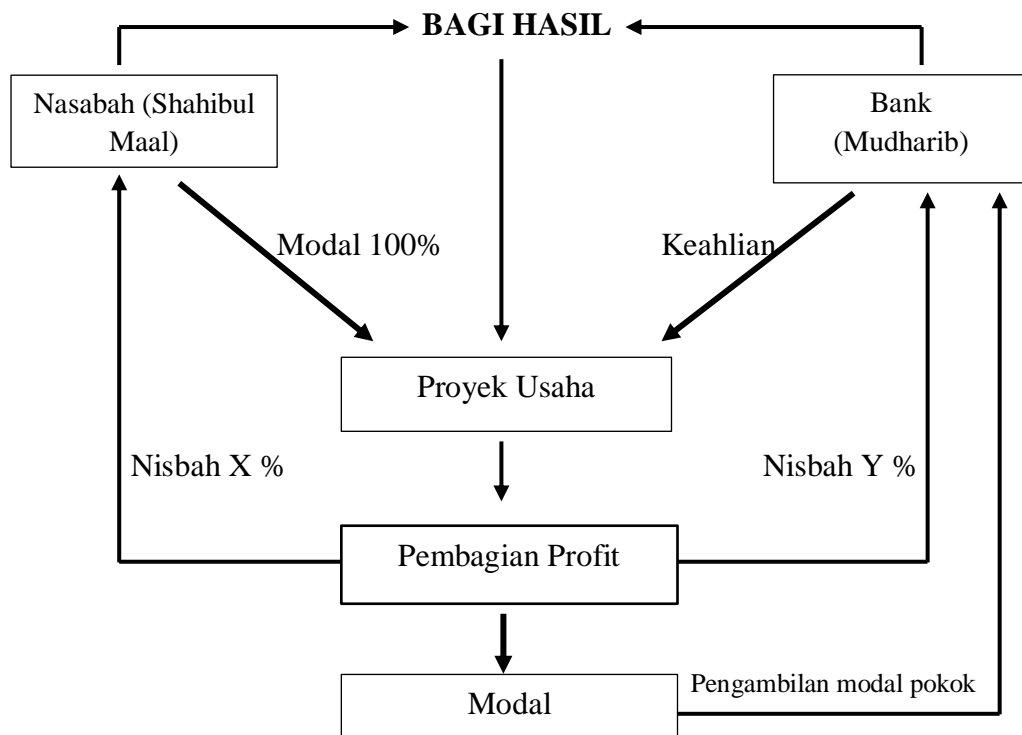 BAGI HASIL
Nasabah (Shahibul
Maal)
Bank
(Mudharib)
Modal 100%
Keahlian
Proyek Usaha
Nisbah X %
Nisbah Y %
Pembagian Profit
Pengambilan modal pokok
Modal